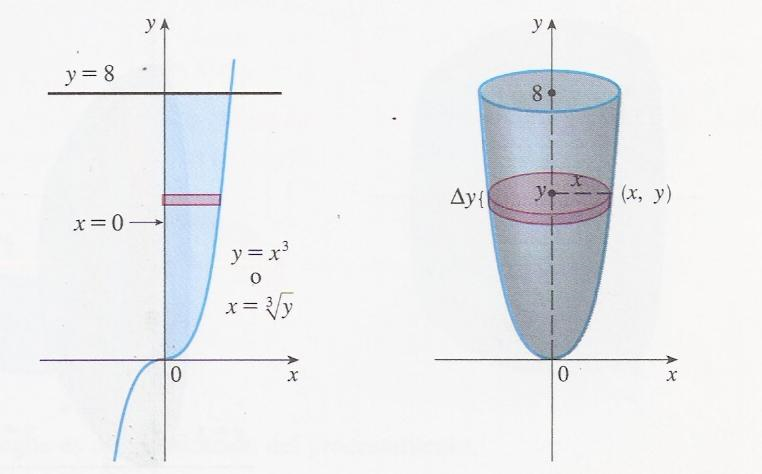 y
y = 8
x = 0
y = x³
o
x = ∛y
0
x
y
8
Δy{
y
x
(x, y)
0
x